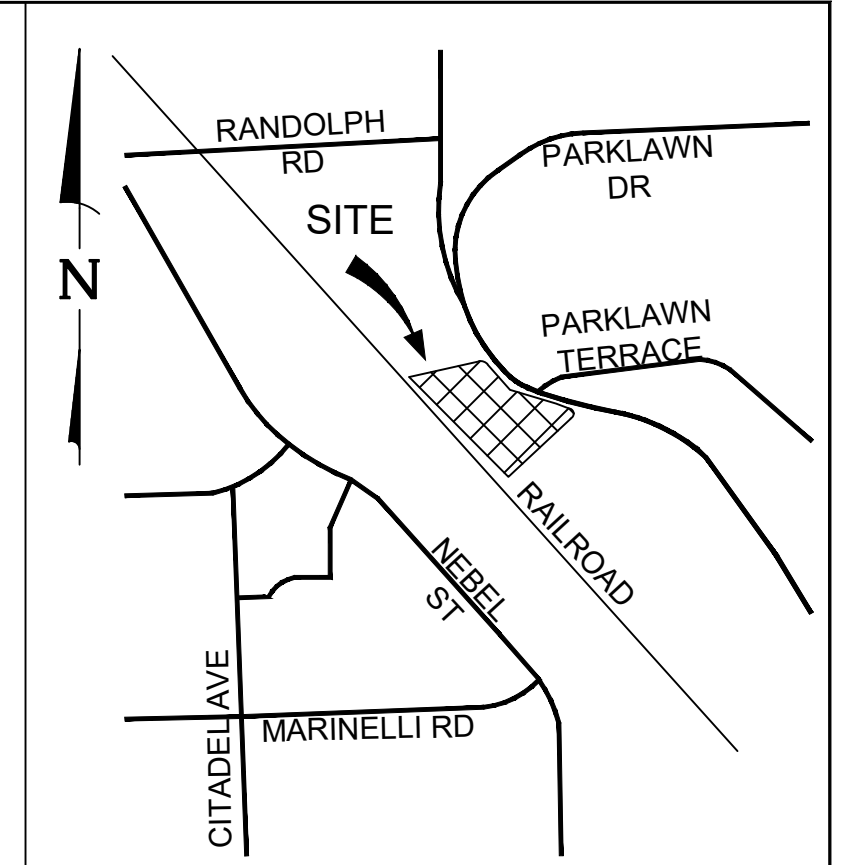 RANDOLPH
RD
PARKLAWN
DR
SITE
N
PARKLAWN
TERRACE
RAILROAD
NEBEL
ST
CITADEL AVE
MARINELLI RD